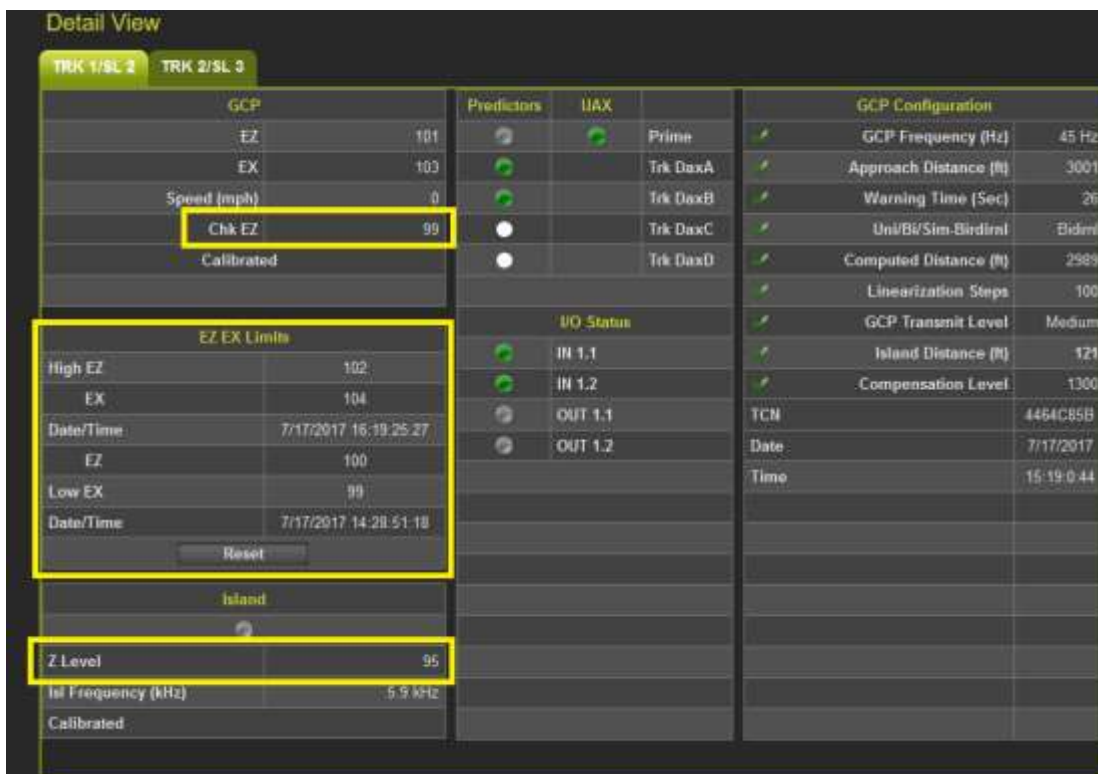 Detail View
TRK 1/SL 2 TRK 2/SL 3
GCP
EZ 101
EX 103
Speed (mph) 0
Chk EZ 99
Calibrated
EZ EX Limits
High EZ 102
EX 104
Date/Time 7/17/2017 16:19:25:27
EZ 100
Low EX 99
Date/Time 7/17/2017 14:28:51:18
Reset
Island
Z Level 95
Isl Frequency (kHz) 5.9 kHz
Calibrated
Predictors UAX
Prime
Trk DaxA
Trk DaxB
Trk DaxC
Trk DaxD
I/O Status
IN 1.1
IN 1.2
OUT 1.1
OUT 1.2
GCP Configuration
GCP Frequency (Hz) 45 Hz
Approach Distance (ft) 3001
Warning Time (Sec) 26
Uni/Bi/Sim-Birdirnl Bidirnl
Computed Distance (ft) 2989
Linearization Steps 100
GCP Transmit Level Medium
Island Distance (ft) 121
Compensation Level 1300
TCN 4464C85B
Date 7/17/2017
Time 15:19:0:44